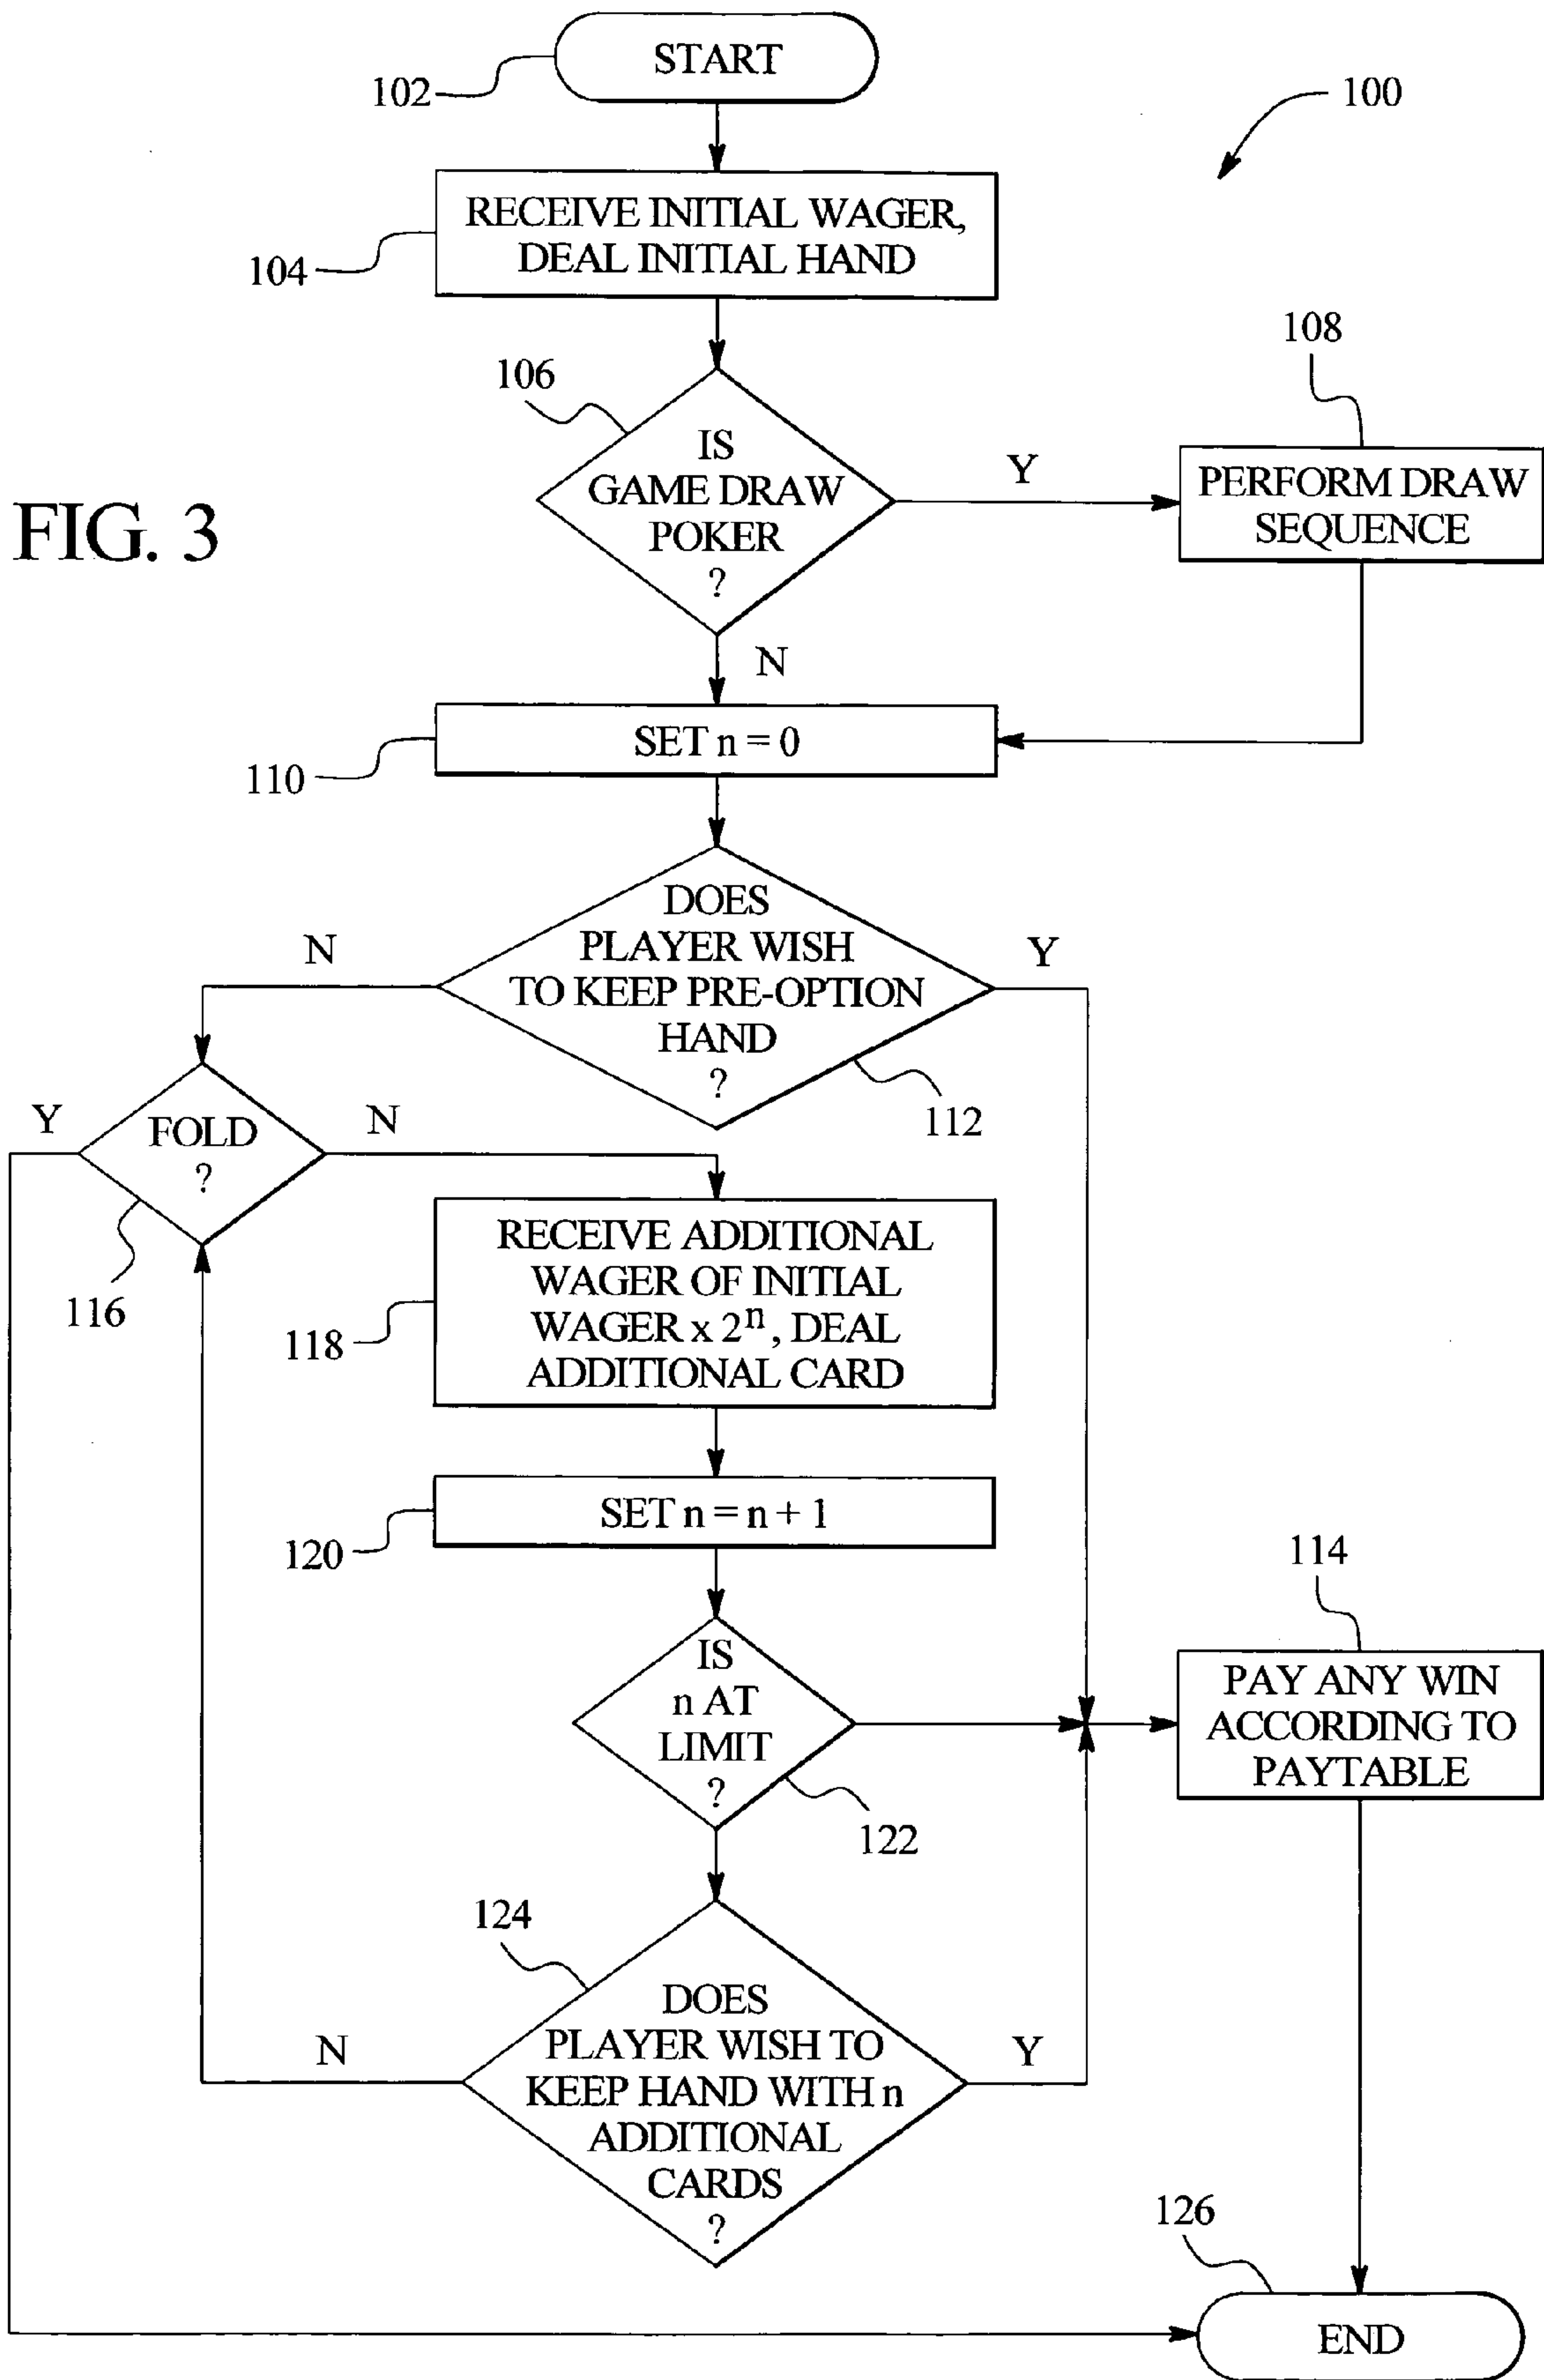 START
102
100
RECEIVE INITIAL WAGER,
DEAL INITIAL HAND
104
106
108
IS
GAME DRAW
POKER
?
Y
PERFORM DRAW
SEQUENCE
FIG. 3
N
SET n = 0
110
DOES
PLAYER WISH
TO KEEP PRE-OPTION
HAND
?
N
Y
112
Y
FOLD
?
N
116
RECEIVE ADDITIONAL
WAGER OF INITIAL
WAGER x 2ⁿ, DEAL
ADDITIONAL CARD
118
SET n = n + 1
120
114
IS
n AT
LIMIT
?
122
PAY ANY WIN
ACCORDING TO
PAYTABLE
124
DOES
PLAYER WISH TO
KEEP HAND WITH n
ADDITIONAL
CARDS
?
N
Y
126
END